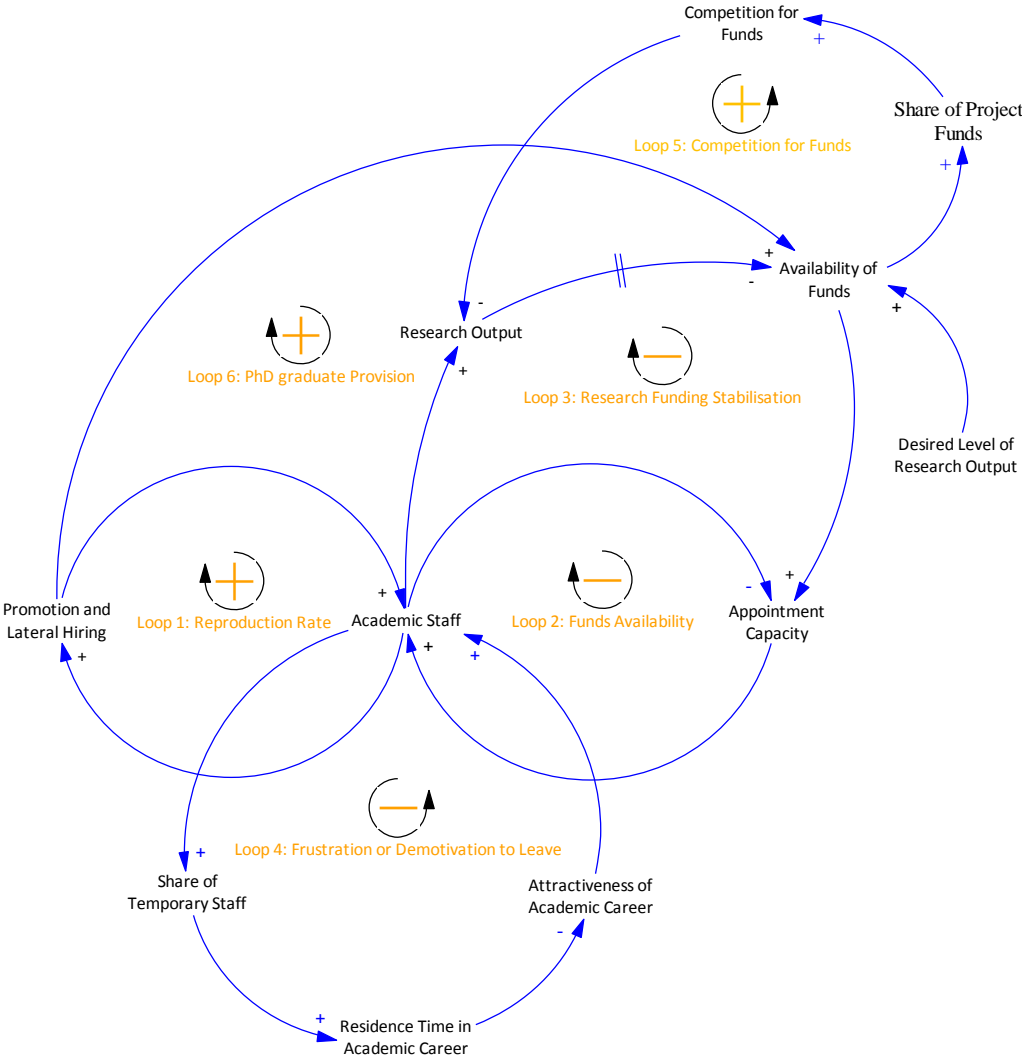 Competition for
Funds
+
Share of Project
Funds
Loop 5: Competition for Funds
+
+
Availability of
Funds
-
-
+
Research Output
+
Loop 6: PhD graduate Provision
Loop 3: Research Funding Stabilisation
Desired Level of
Research Output
+
-
+
Promotion and
Lateral Hiring
Loop 1: Reproduction Rate
Academic Staff
Loop 2: Funds Availability
Appointment
Capacity
+
+
+
Loop 4: Frustration or Demotivation to Leave
+
Share of
Temporary Staff
Attractiveness of
Academic Career
-
+
Residence Time in
Academic Career